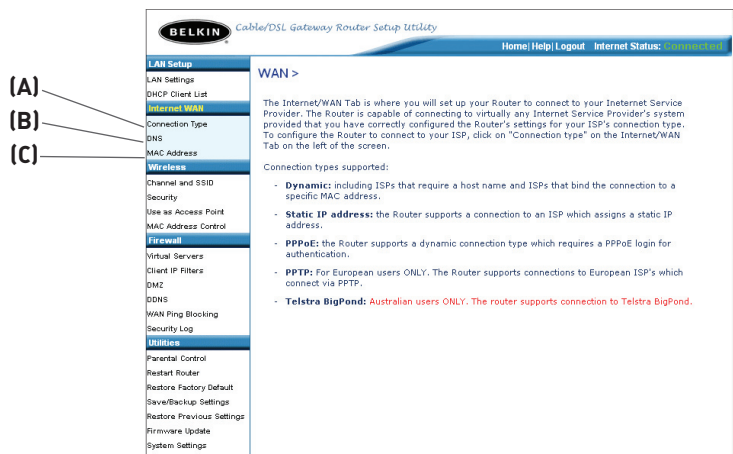 BELKIN
Cable/DSL Gateway Router Setup Utility
Home| Help| Logout Internet Status: Connected
(A)
(B)
(C)
LAN Setup
LAN Settings
DHCP Client List
Internet WAN
Connection Type
DNS
MAC Address
Wireless
Channel and SSID
Security
Use as Access Point
MAC Address Control
Firewall
Virtual Servers
Client IP Filters
DMZ
DDNS
WAN Ping Blocking
Security Log
Utilities
Parental Control
Restart Router
Restore Factory Default
Save/Backup Settings
Restore Previous Settings
Firmware Update
System Settings
WAN >
The Internet/WAN Tab is where you will set up your Router to connect to your Ineternet Service
Provider. The Router is capable of connecting to virtually any Internet Service Provider's system
provided that you have correctly configured the Router's settings for your ISP's connection type.
To configure the Router to connect to your ISP, click on "Connection type" on the Internet/WAN
Tab on the left of the screen.
Connection types supported:
- Dynamic: including ISPs that require a host name and ISPs that bind the connection to a
specific MAC address.
- Static IP address: the Router supports a connection to an ISP which assigns a static IP
address.
- PPPoE: the Router supports a dynamic connection type which requires a PPPoE login for
authentication.
- PPTP: For European users ONLY. The Router supports connections to European ISP's which
connect via PPTP.
- Telstra BigPond: Australian users ONLY. The router supports connection to Telstra BigPond.